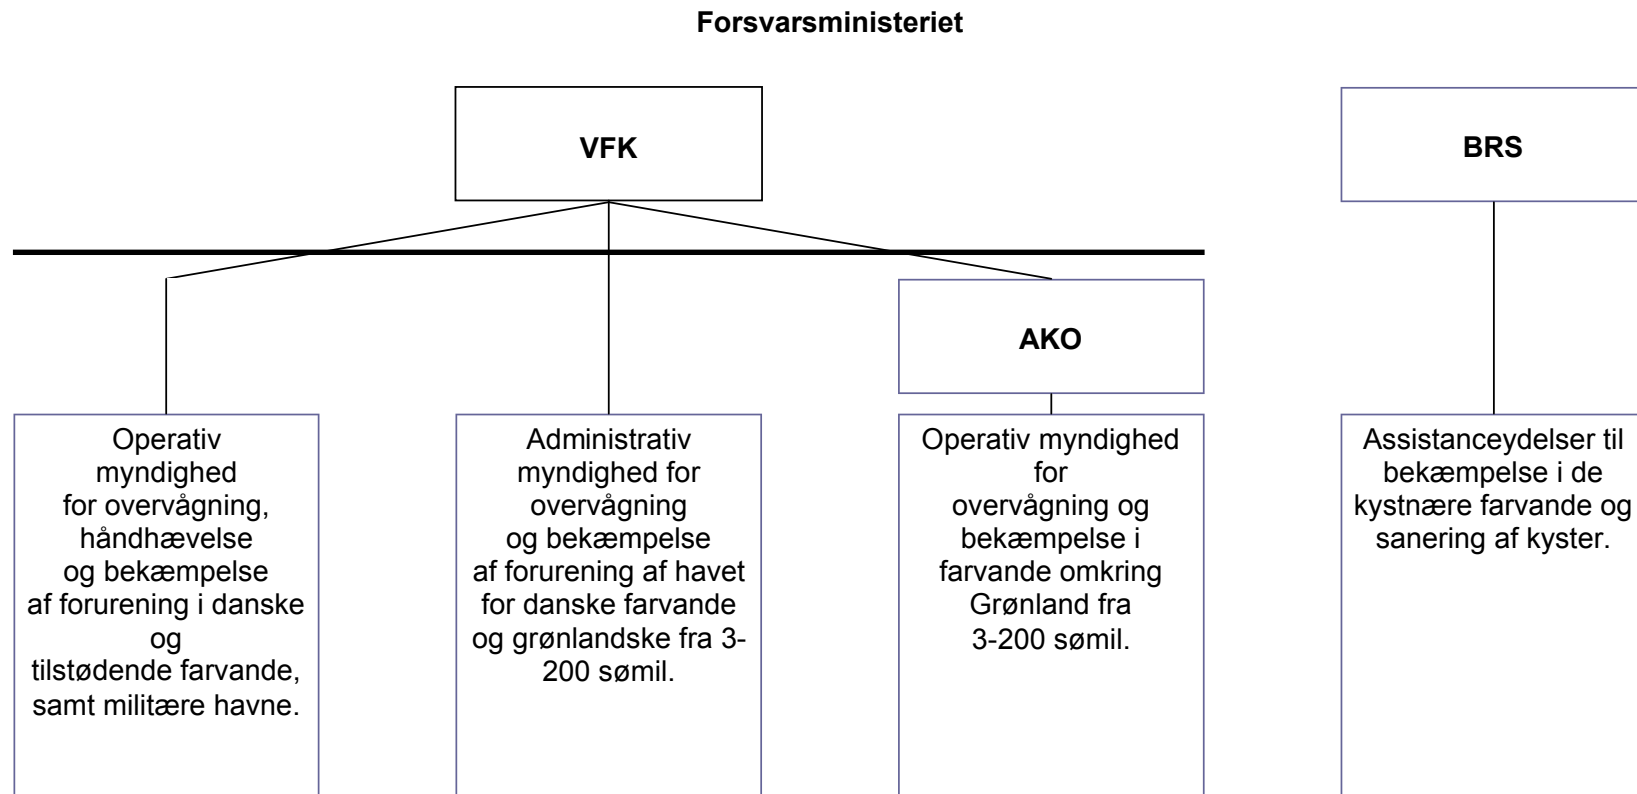 Forsvarsministeriet
VFK
BRS
AKO
Operativ
myndighed
for overvågning,
håndhævelse
og bekæmpelse
af forurening i danske
og
tilstødende farvande,
samt militære havne.
Administrativ
myndighed for
overvågning
og bekæmpelse
af forurening af havet
for danske farvande
og grønlandske fra 3-
200 sømil.
Operativ myndighed
for
overvågning og
bekæmpelse i
farvande omkring
Grønland fra
3-200 sømil.
Assistanceydelser til
bekæmpelse i de
kystnære farvande og
sanering af kyster.